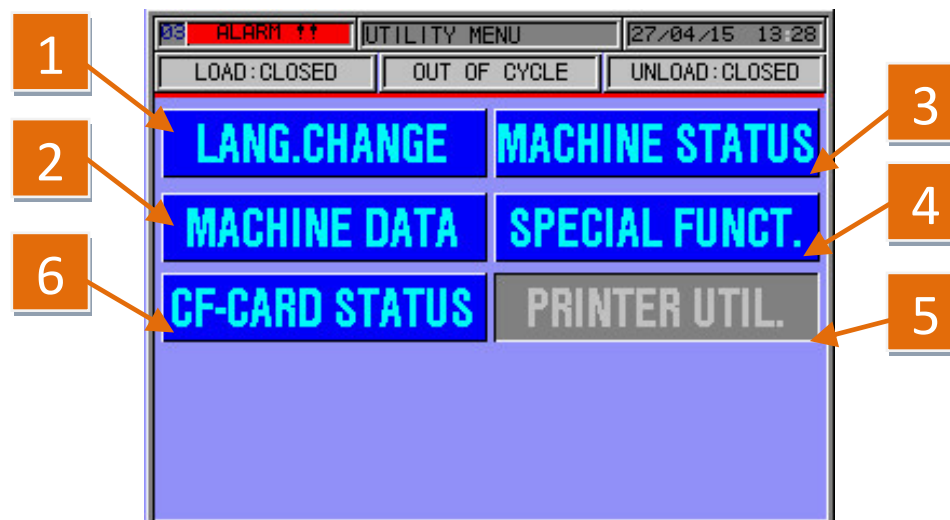 03 ALARM !! UTILITY MENU 27/04/15 13:28
LOAD:CLOSED OUT OF CYCLE UNLOAD:CLOSED
1 LANG.CHANGE MACHINE STATUS 3
2 MACHINE DATA SPECIAL FUNCT. 4
6 CF-CARD STATUS PRINTER UTIL. 5